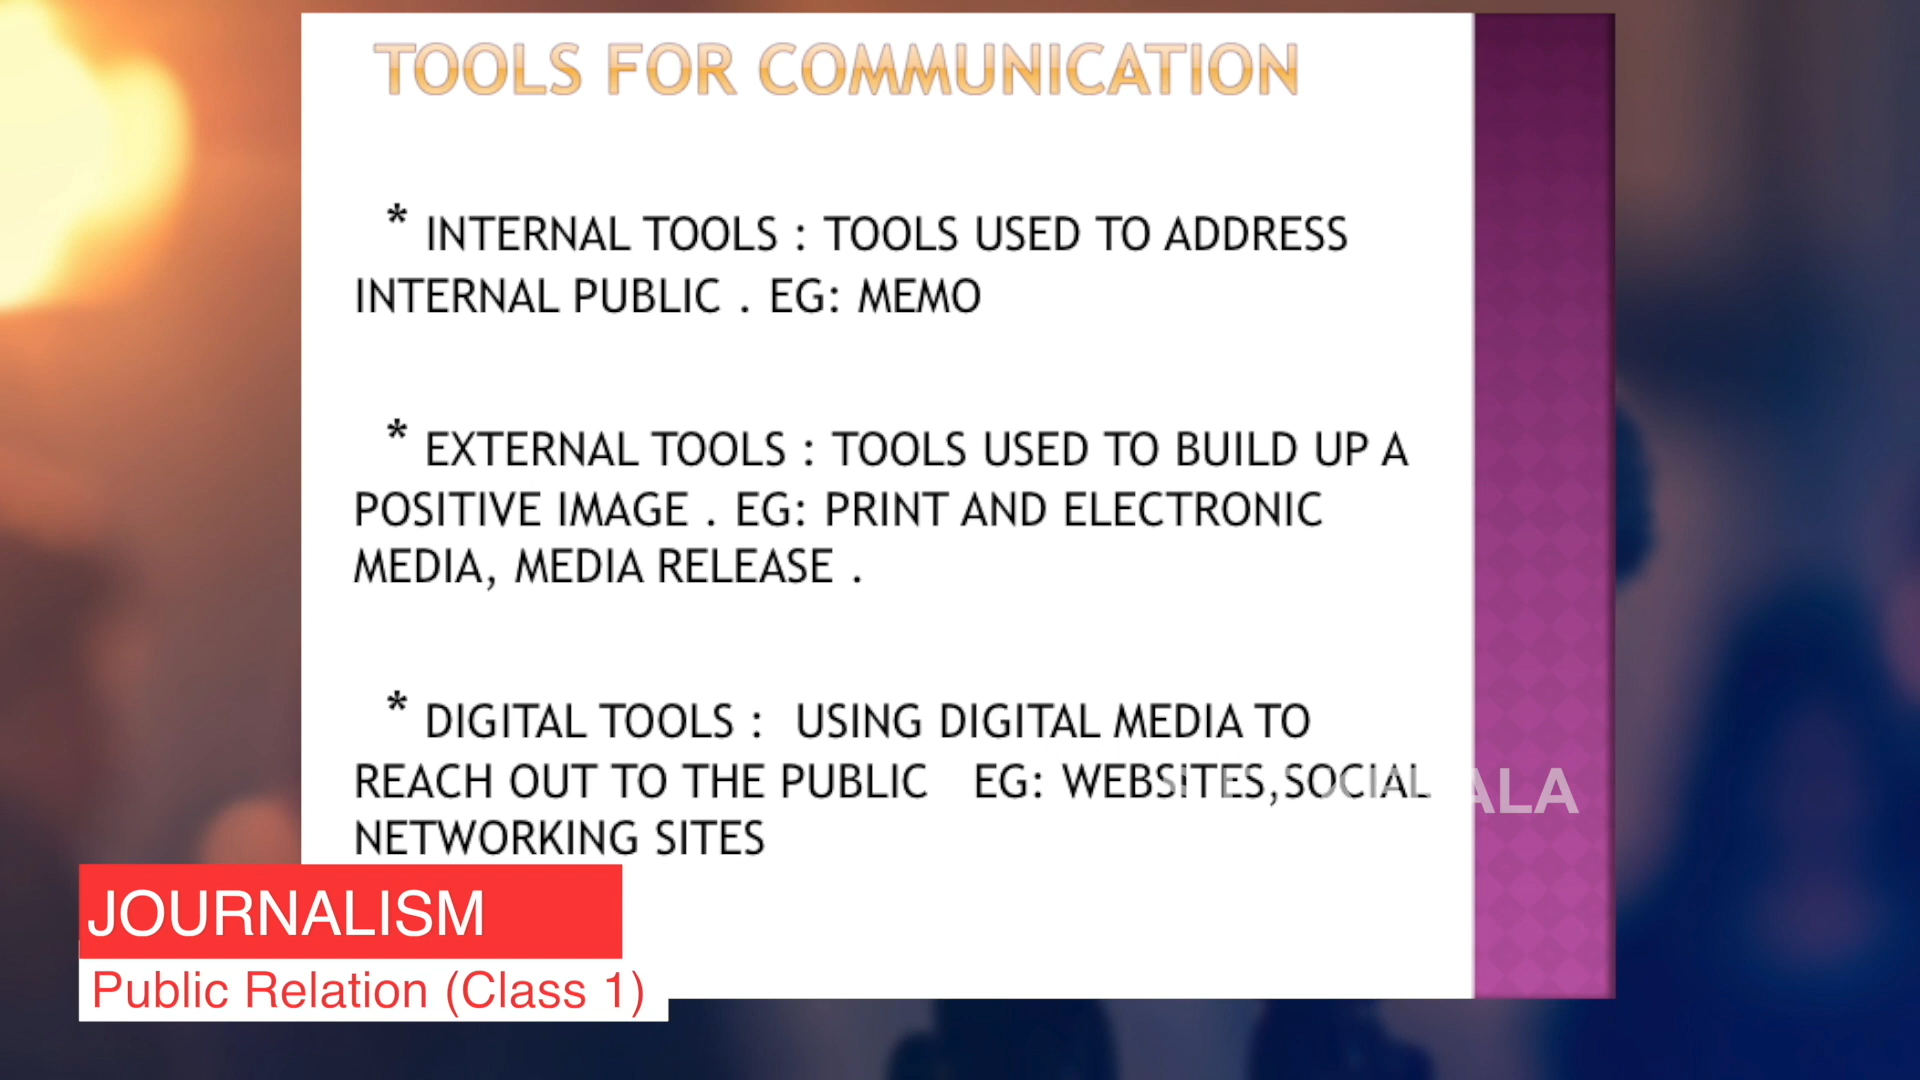 TOOLS FOR COMMUNICATION
* INTERNAL TOOLS : TOOLS USED TO ADDRESS
INTERNAL PUBLIC . EG: MEMO
* EXTERNAL TOOLS : TOOLS USED TO BUILD UP A
POSITIVE IMAGE . EG: PRINT AND ELECTRONIC
MEDIA, MEDIA RELEASE .
* DIGITAL TOOLS : USING DIGITAL MEDIA TO
REACH OUT TO THE PUBLIC EG: WEBSITES,SOCIAL
NETWORKING SITES
JOURNALISM
Public Relation (Class 1)